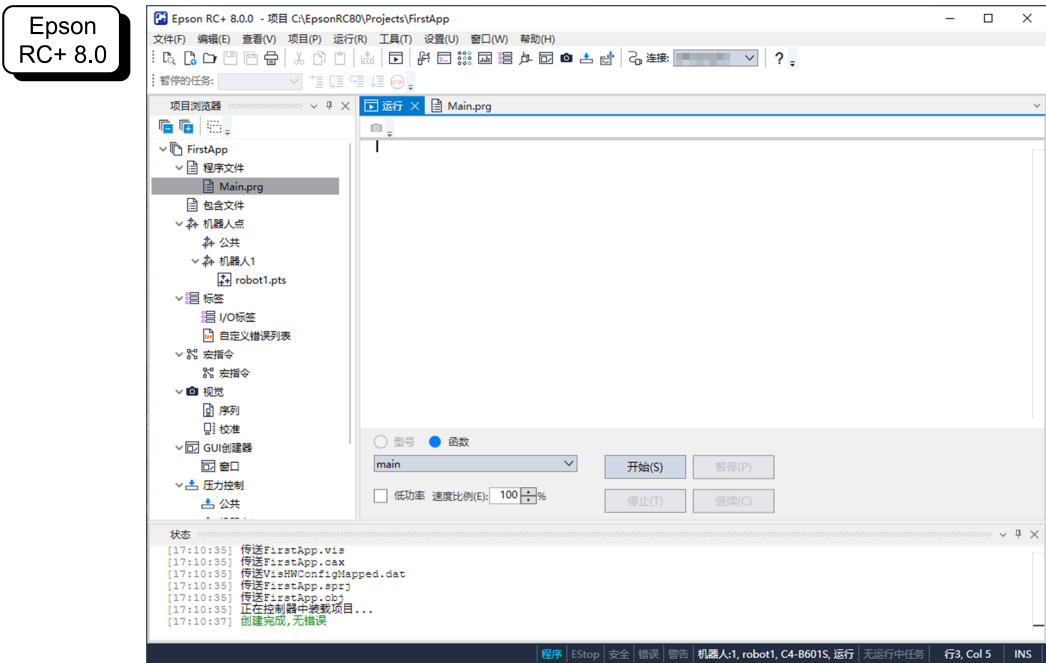 Epson
RC+ 8.0
Epson RC+ 8.0.0 - 项目 C:\EpsonRC80\Projects\FirstApp
文件(F) 编辑(E) 查看(V) 项目(P) 运行(R) 工具(T) 设置(U) 窗口(W) 帮助(H)
连接:
暂停的任务:
项目浏览器
运行 Main.prg
FirstApp
程序文件
Main.prg
包含文件
机器人点
公共
机器人1
robot1.pts
标签
I/O标签
自定义错误列表
宏指令
宏指令
视觉
序列
校准
GUI创建器
窗口
压力控制
公共
型号 函数
main
开始(S) 暂停(P)
低功率 速度比例(E): 100 %
停止(T) 继续(C)
状态
[17:10:35] 传送FirstApp.vis
[17:10:35] 传送FirstApp.cax
[17:10:35] 传送VisHWConfigMapped.dat
[17:10:35] 传送FirstApp.sprj
[17:10:35] 传送FirstApp.obj
[17:10:35] 正在控制器中装载项目...
[17:10:37] 创建完成,无错误
程序 EStop 安全 错误 警告 机器人:1, robot1, C4-B601S, 运行 无运行中任务 行3, Col 5 INS